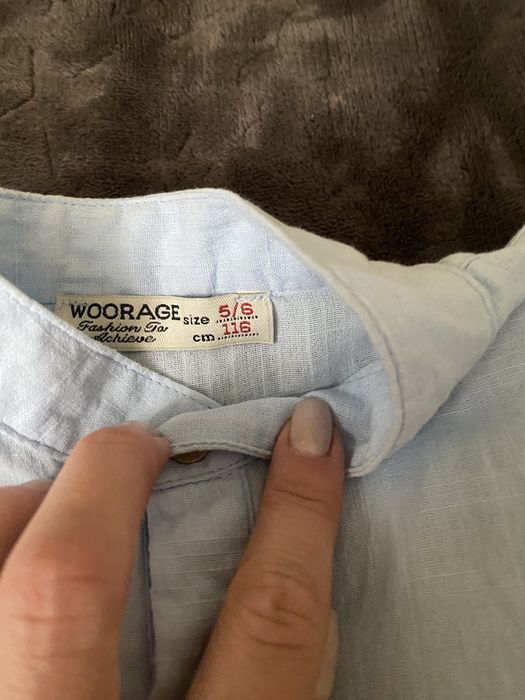 WOORAGE
Fashion To
Achieve
size 5/6
cm 116